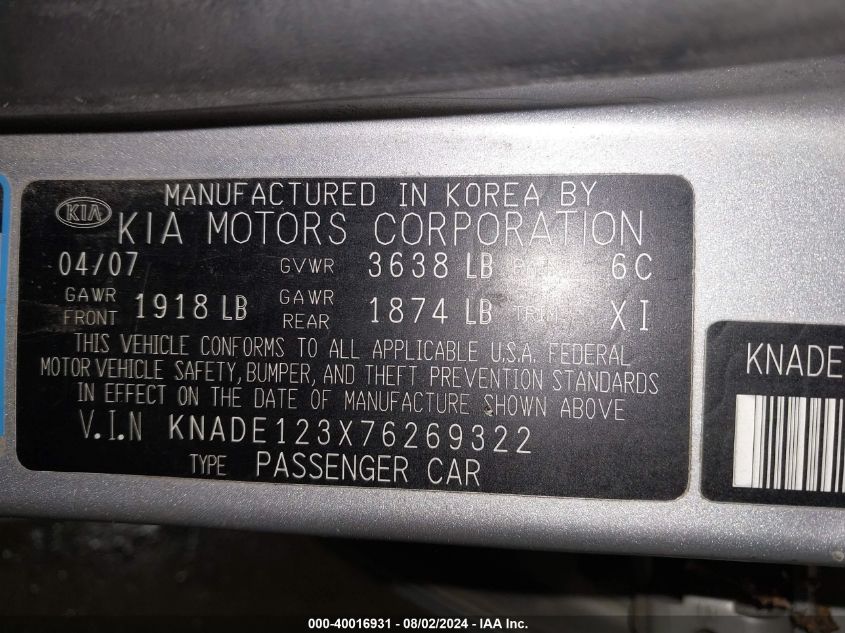 MANUFACTURED IN KOREA BY
KIA KIA MOTORS CORPORATION
04/07 GVWR 3638 LB 6C
GAWR FRONT 1918 LB GAWR REAR 1874 LB TRIM XI
THIS VEHICLE CONFORMS TO ALL APPLICABLE U.S.A. FEDERAL
MOTOR VEHICLE SAFETY, BUMPER, AND THEFT PREVENTION STANDARDS
IN EFFECT ON THE DATE OF MANUFACTURE SHOWN ABOVE
V.I.N KNADE123X76269322
TYPE PASSENGER CAR
KNADE
000-40016931 - 08/02/2024 - IAA Inc.